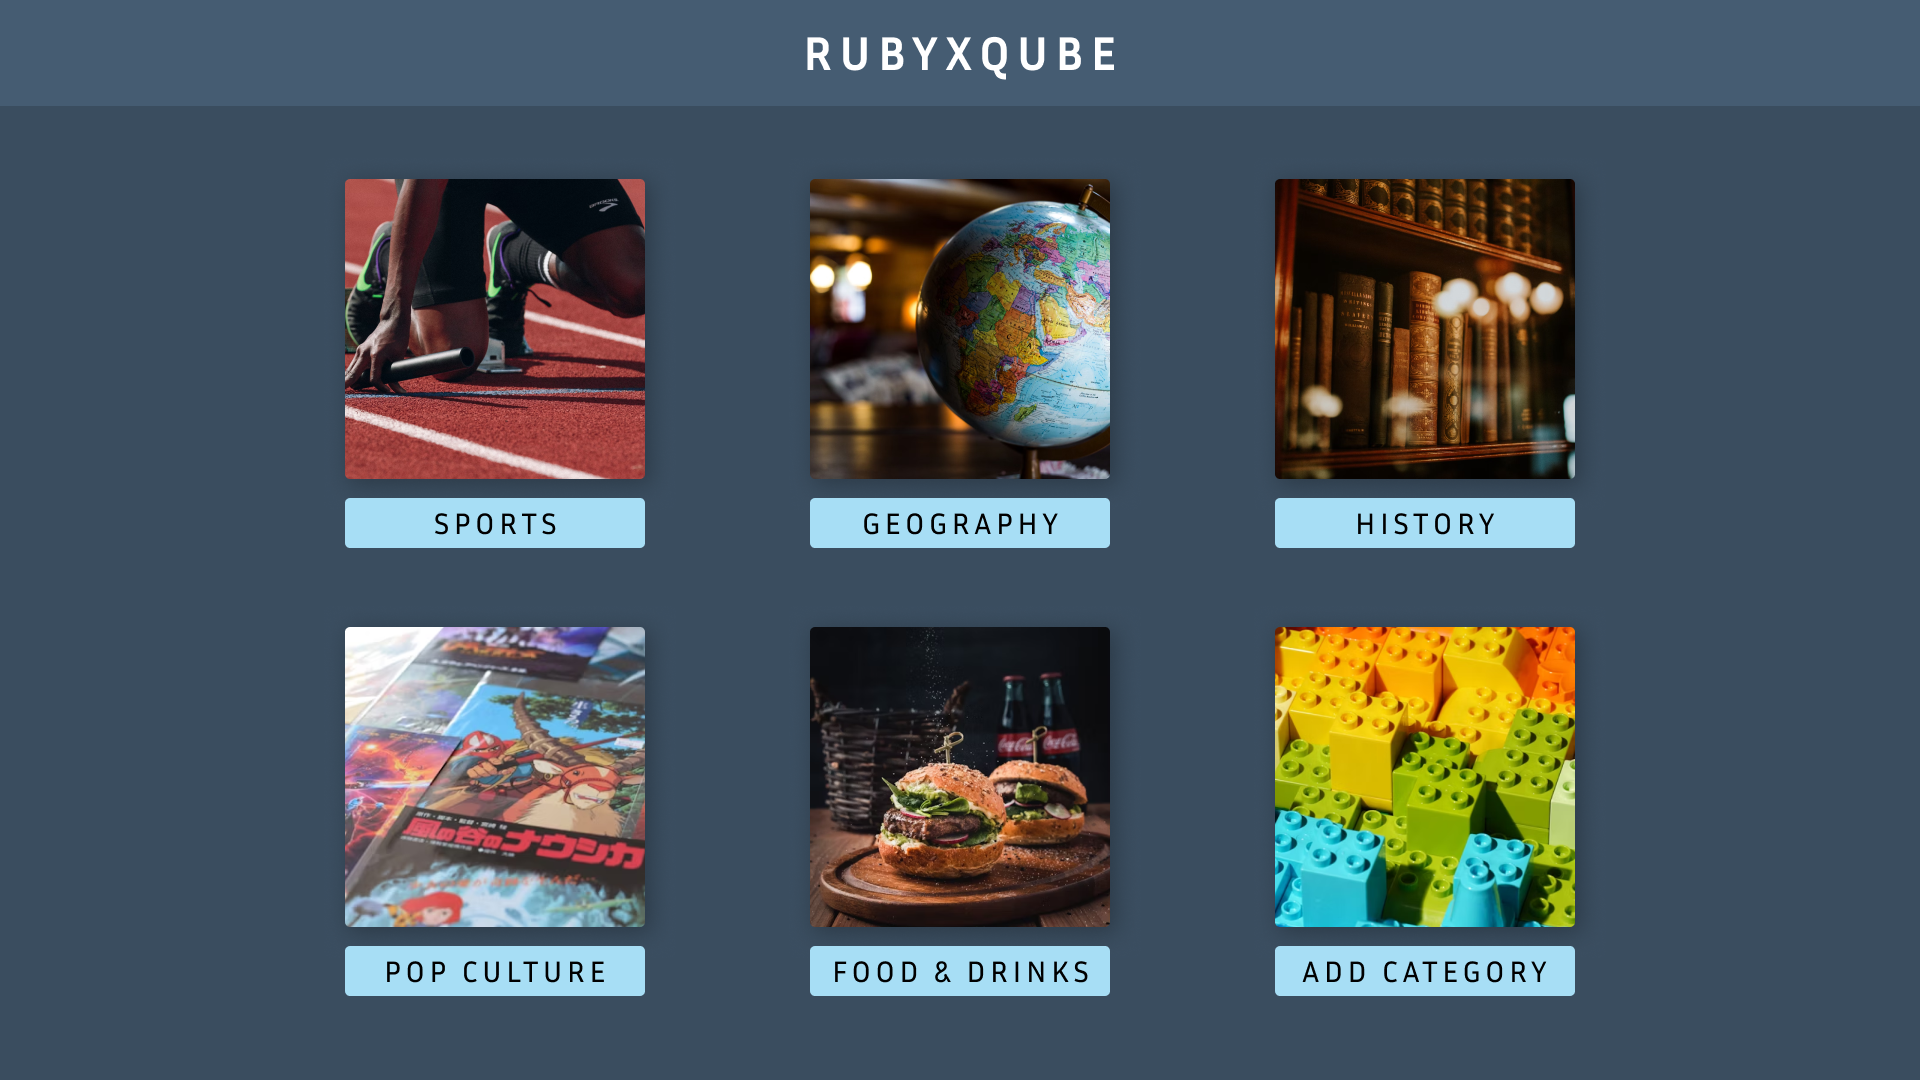 RUBYXQUBE
SPORTS
GEOGRAPHY
HISTORY
風の谷のナウシカ
Coca-Cola
POP CULTURE
FOOD & DRINKS
ADD CATEGORY